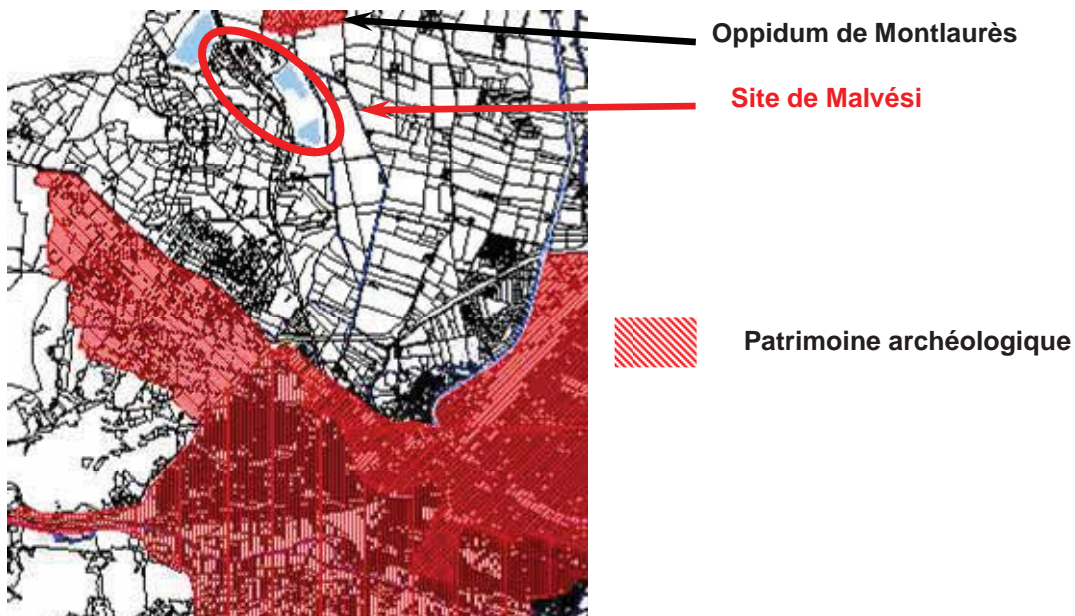 Oppidum de Montlaurès
Site de Malvési
Patrimoine archéologique